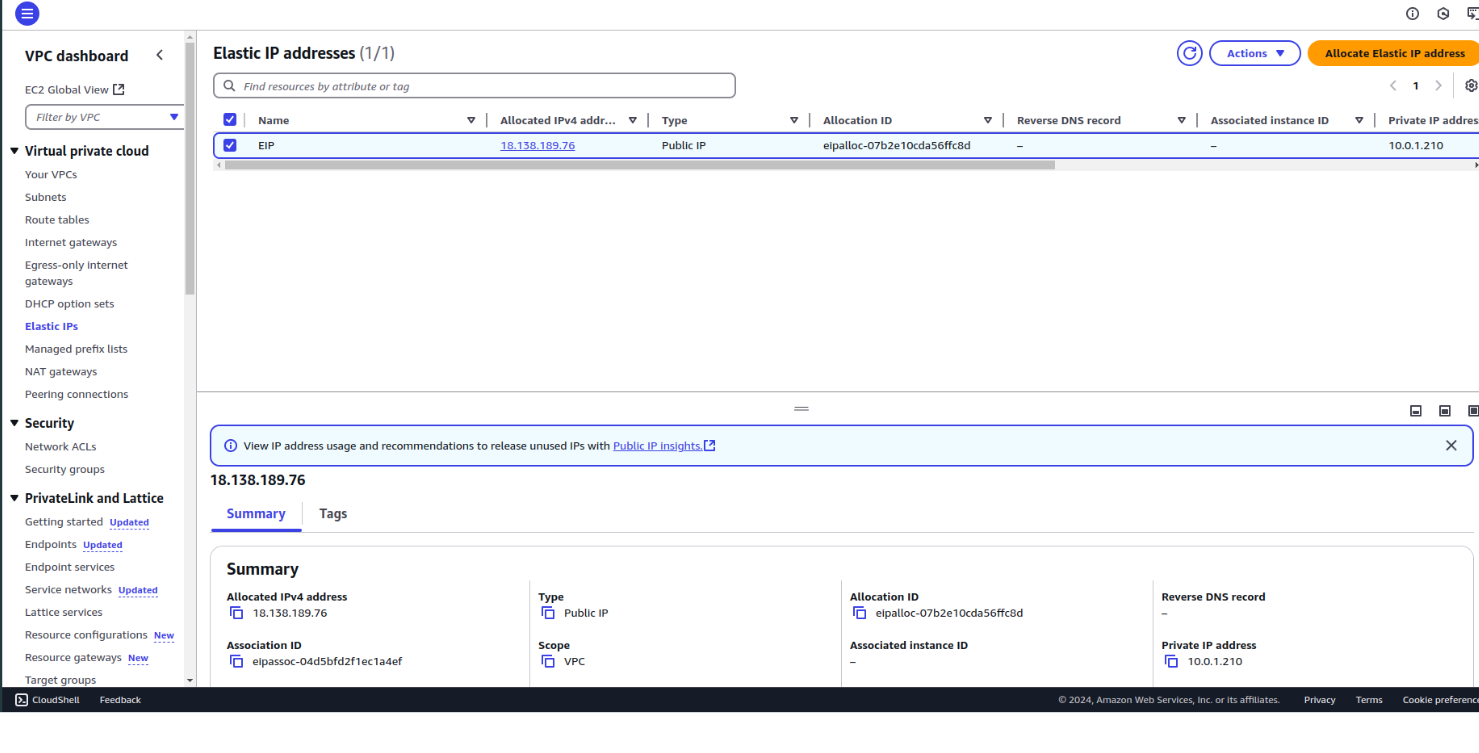 VPC dashboard
EC2 Global View
Filter by VPC
Virtual private cloud
Your VPCs
Subnets
Route tables
Internet gateways
Egress-only internet
gateways
DHCP option sets
Elastic IPs
Managed prefix lists
NAT gateways
Peering connections
Security
Network ACLs
Security groups
PrivateLink and Lattice
Getting started Updated
Endpoints Updated
Endpoint services
Service networks Updated
Lattice services
Resource configurations New
Resource gateways New
Target groups
Elastic IP addresses (1/1)
Actions
Allocate Elastic IP address
Find resources by attribute or tag
1
Name Allocated IPv4 addr... Type Allocation ID Reverse DNS record Associated instance ID Private IP addres
EIP 18.138.189.76 Public IP eipalloc-07b2e10cda56ffc8d – – 10.0.1.210
View IP address usage and recommendations to release unused IPs with Public IP insights.
18.138.189.76
Summary Tags
Summary
Allocated IPv4 address
18.138.189.76
Type
Public IP
Allocation ID
eipalloc-07b2e10cda56ffc8d
Reverse DNS record
–
Association ID
eipassoc-04d5bfd2f1ec1a4ef
Scope
VPC
Associated instance ID
–
Private IP address
10.0.1.210
CloudShell Feedback © 2024, Amazon Web Services, Inc. or its affiliates. Privacy Terms Cookie preference